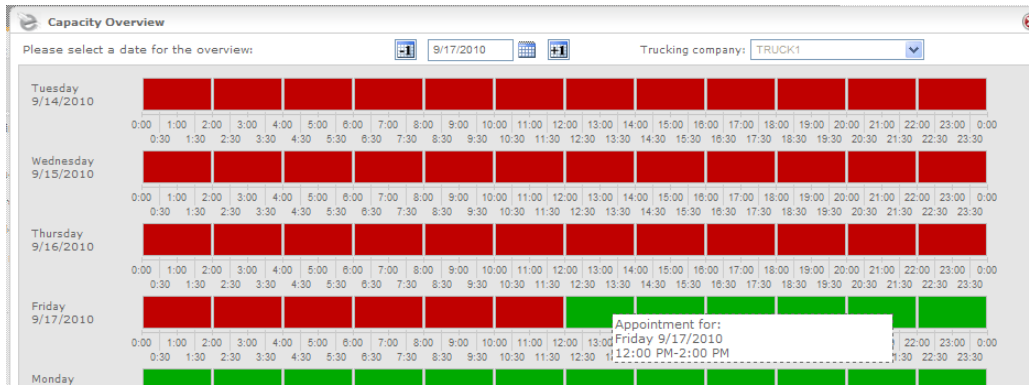 Capacity Overview
Please select a date for the overview: -1 9/17/2010 +1 Trucking company: TRUCK1
Tuesday
9/14/2010
0:00 1:00 2:00 3:00 4:00 5:00 6:00 7:00 8:00 9:00 10:00 11:00 12:00 13:00 14:00 15:00 16:00 17:00 18:00 19:00 20:00 21:00 22:00 23:00 0:00
0:30 1:30 2:30 3:30 4:30 5:30 6:30 7:30 8:30 9:30 10:30 11:30 12:30 13:30 14:30 15:30 16:30 17:30 18:30 19:30 20:30 21:30 22:30 23:30
Wednesday
9/15/2010
0:00 1:00 2:00 3:00 4:00 5:00 6:00 7:00 8:00 9:00 10:00 11:00 12:00 13:00 14:00 15:00 16:00 17:00 18:00 19:00 20:00 21:00 22:00 23:00 0:00
0:30 1:30 2:30 3:30 4:30 5:30 6:30 7:30 8:30 9:30 10:30 11:30 12:30 13:30 14:30 15:30 16:30 17:30 18:30 19:30 20:30 21:30 22:30 23:30
Thursday
9/16/2010
0:00 1:00 2:00 3:00 4:00 5:00 6:00 7:00 8:00 9:00 10:00 11:00 12:00 13:00 14:00 15:00 16:00 17:00 18:00 19:00 20:00 21:00 22:00 23:00 0:00
0:30 1:30 2:30 3:30 4:30 5:30 6:30 7:30 8:30 9:30 10:30 11:30 12:30 13:30 14:30 15:30 16:30 17:30 18:30 19:30 20:30 21:30 22:30 23:30
Friday
9/17/2010
Appointment for:
Friday 9/17/2010
12:00 PM-2:00 PM
0:00 1:00 2:00 3:00 4:00 5:00 6:00 7:00 8:00 9:00 10:00 11:00 12:00 13:00 22:00 23:00 0:00
0:30 1:30 2:30 3:30 4:30 5:30 6:30 7:30 8:30 9:30 10:30 11:30 12:30 22:30 23:30
Monday